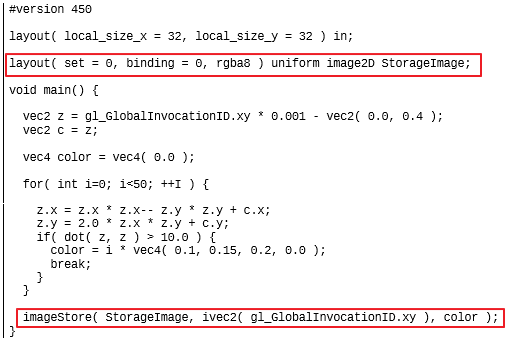 #version 450
layout( local_size_x = 32, local_size_y = 32 ) in;
layout( set = 0, binding = 0, rgba8 ) uniform image2D StorageImage;
void main() {
vec2 z = gl_GlobalInvocationID.xy * 0.001 - vec2( 0.0, 0.4 );
vec2 c = z;
vec4 color = vec4( 0.0 );
for( int i=0; i<50; ++I ) {
z.x = z.x * z.x-- z.y * z.y + c.x;
z.y = 2.0 * z.x * z.y + c.y;
if( dot( z, z ) > 10.0 ) {
color = i * vec4( 0.1, 0.15, 0.2, 0.0 );
break;
}
}
imageStore( StorageImage, ivec2( gl_GlobalInvocationID.xy ), color );
}